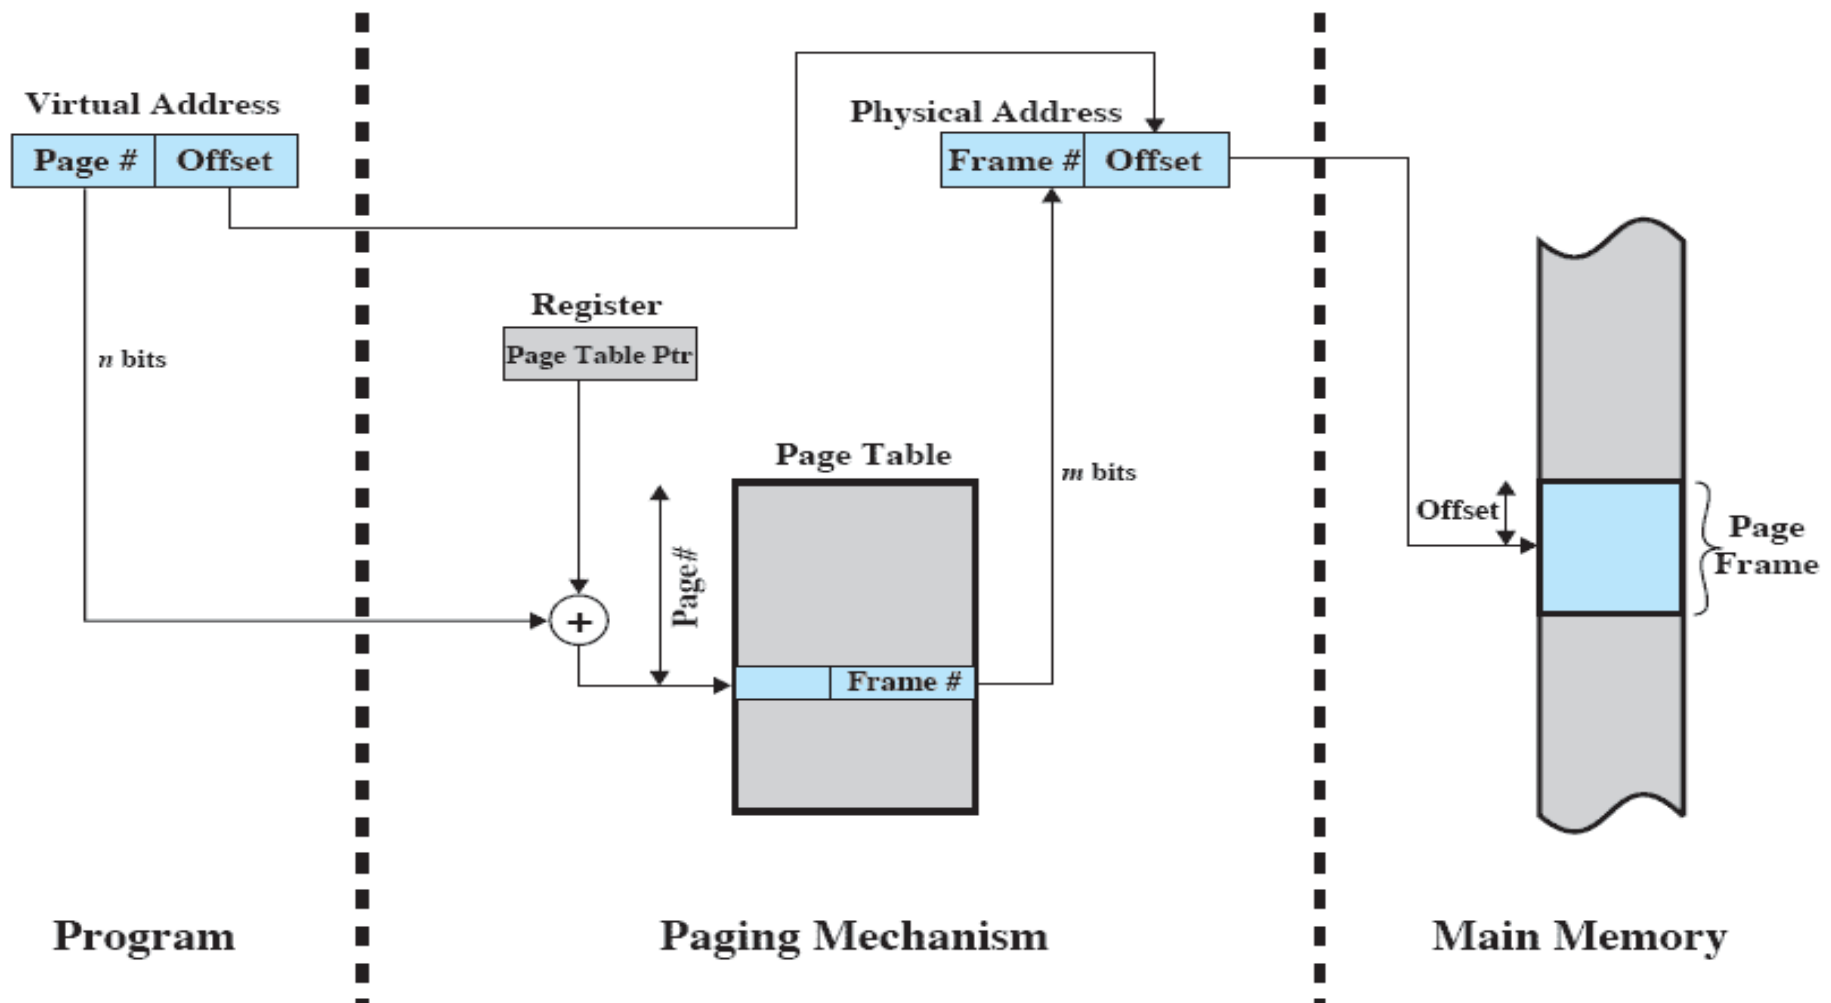 Virtual Address
Page # Offset
Physical Address
Frame # Offset
Register
Page Table Ptr
n bits
Page Table
Page#
Frame #
m bits
Offset
Page
Frame
Program
Paging Mechanism
Main Memory
+